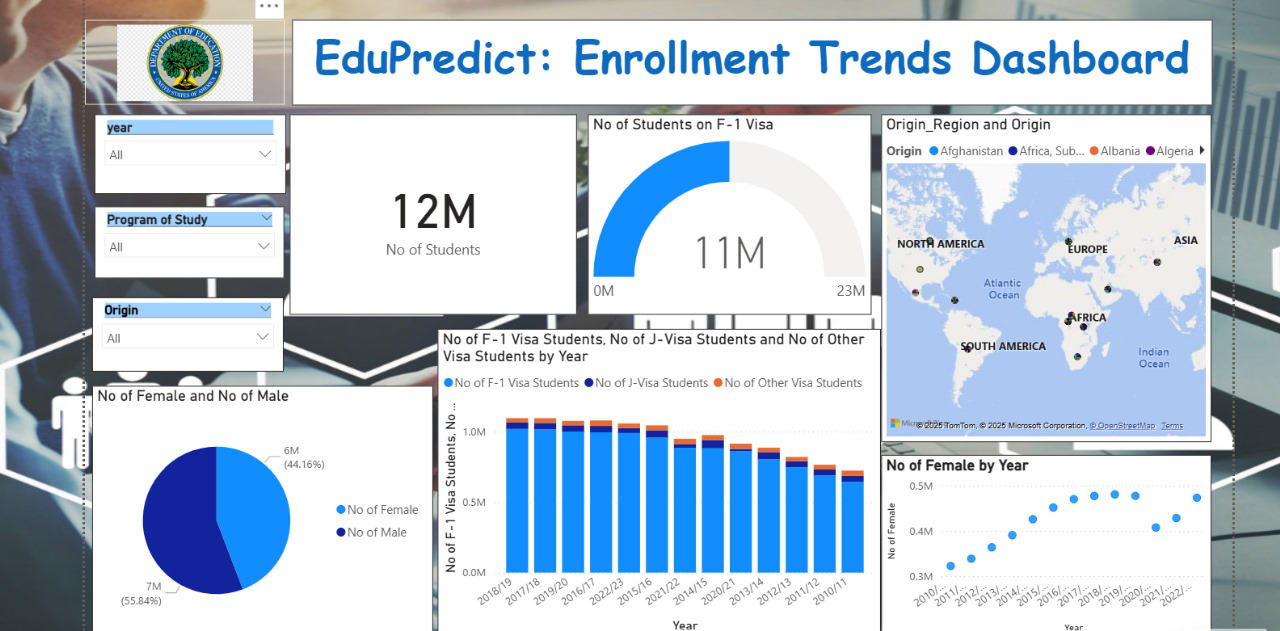 ...
DEPARTMENT OF EDUCATION
UNITED STATES OF AMERICA
EduPredict: Enrollment Trends Dashboard
year
All
Program of Study
All
Origin
All
12M
No of Students
No of Students on F-1 Visa
11M
0M
23M
Origin_Region and Origin
Origin Afghanistan Africa, Sub... Albania Algeria
NORTH AMERICA
EUROPE
ASIA
Atlantic
Ocean
AFRICA
SOUTH AMERICA
Indian
Ocean
© 2025 TomTom, © 2025 Microsoft Corporation, © OpenStreetMap Terms
No of Female and No of Male
6M
(44.16%)
No of Female
No of Male
7M
(55.84%)
No of F-1 Visa Students, No of J-Visa Students and No of Other
Visa Students by Year
No of F-1 Visa Students No of J-Visa Students No of Other Visa Students
No of F-1 Visa Students, No ...
1.0M
0.5M
0.0M
2018/19 2017/18 2019/20 2016/17 2022/23 2015/16 2021/22 2014/15 2020/21 2013/14 2012/13 2011/12 2010/11
Year
No of Female by Year
No of Female
0.5M
0.4M
0.3M
2010/... 2011/... 2012/... 2013/... 2014/... 2015/... 2016/... 2017/... 2018/... 2019/... 2020/... 2021/... 2022/...
Year